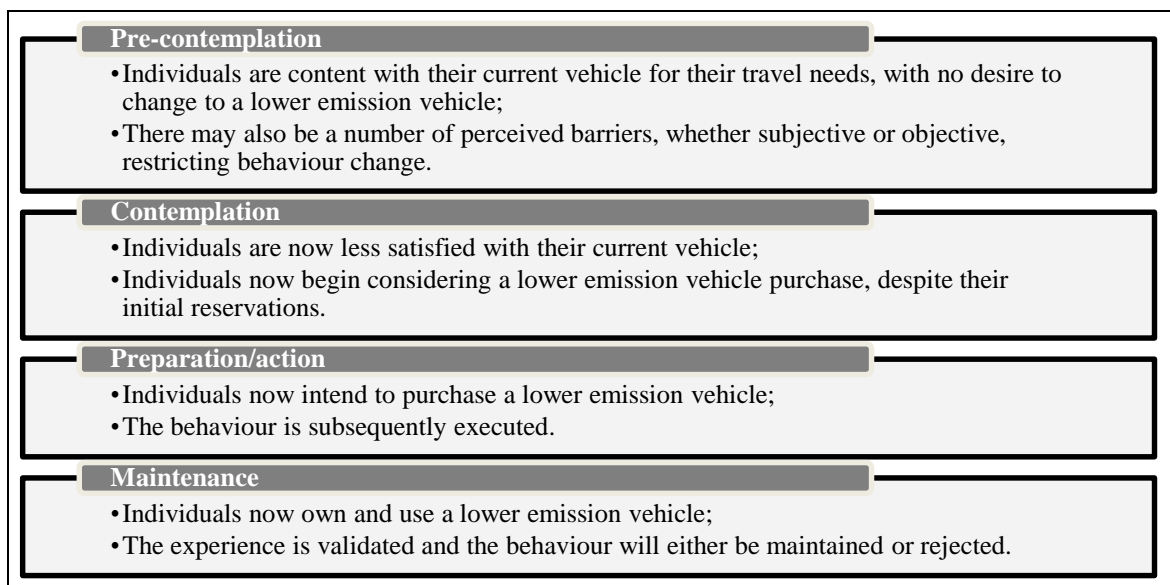 Pre-contemplation
•Individuals are content with their current vehicle for their travel needs, with no desire to
change to a lower emission vehicle;
•There may also be a number of perceived barriers, whether subjective or objective,
restricting behaviour change.
Contemplation
•Individuals are now less satisfied with their current vehicle;
•Individuals now begin considering a lower emission vehicle purchase, despite their
initial reservations.
Preparation/action
•Individuals now intend to purchase a lower emission vehicle;
•The behaviour is subsequently executed.
Maintenance
•Individuals now own and use a lower emission vehicle;
•The experience is validated and the behaviour will either be maintained or rejected.